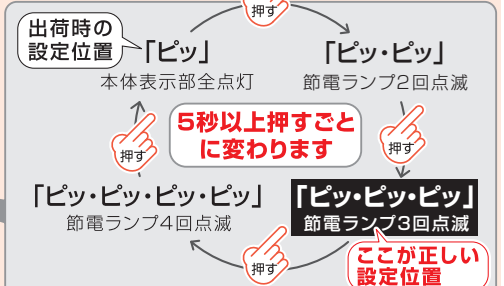 押す
出荷時の
設定位置
「ピッ」
本体表示部全点灯
「ピッ・ピッ」
節電ランプ2回点滅
5秒以上押すごと
に変わります
押す
押す
「ピッ・ピッ・ピッ・ピッ」
節電ランプ4回点滅
「ピッ・ピッ・ピッ」
節電ランプ3回点滅
押す
ここが正しい
設定位置